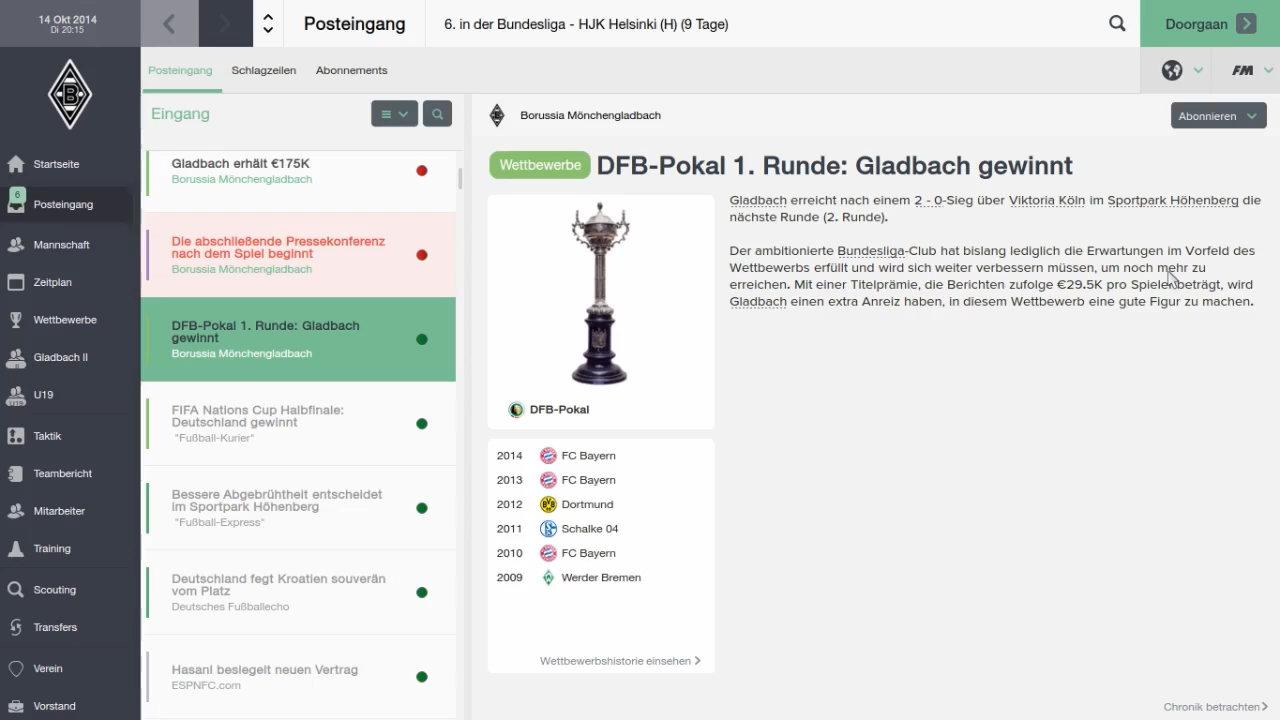 14 Okt 2014
Di 20:15
Posteingang
6. in der Bundesliga - HJK Helsinki (H) (9 Tage)
Doorgaan
Posteingang
Schlagzeilen
Abonnements
FM
Startseite
6
Posteingang
Mannschaft
Zeitplan
Wettbewerbe
Gladbach II
U19
Taktik
Teambericht
Mitarbeiter
Training
Scouting
Transfers
Verein
Vorstand
Eingang
Gladbach erhält €175K
Borussia Mönchengladbach
Die abschließende Pressekonferenz
nach dem Spiel beginnt
Borussia Mönchengladbach
DFB-Pokal 1. Runde: Gladbach
gewinnt
Borussia Mönchengladbach
FIFA Nations Cup Halbfinale:
Deutschland gewinnt
"Fußball-Kurier"
Bessere Abgebrühtheit entscheidet
im Sportpark Höhenberg
"Fußball-Express"
Deutschland fegt Kroatien souverän
vom Platz
Deutsches Fußballecho
Hasani besiegelt neuen Vertrag
ESPNFC.com
Borussia Mönchengladbach
Abonnieren
Wettbewerbe
DFB-Pokal 1. Runde: Gladbach gewinnt
DFB-Pokal
Gladbach erreicht nach einem 2 - 0-Sieg über Viktoria Köln im Sportpark Höhenberg die
nächste Runde (2. Runde).
Der ambitionierte Bundesliga-Club hat bislang lediglich die Erwartungen im Vorfeld des
Wettbewerbs erfüllt und wird sich weiter verbessern müssen, um noch mehr zu
erreichen. Mit einer Titelprämie, die Berichten zufolge €29.5K pro Spieler beträgt, wird
Gladbach einen extra Anreiz haben, in diesem Wettbewerb eine gute Figur zu machen.
2014 FC Bayern
2013 FC Bayern
2012 Dortmund
2011 Schalke 04
2010 FC Bayern
2009 Werder Bremen
Wettbewerbshistorie einsehen
Chronik betrachten